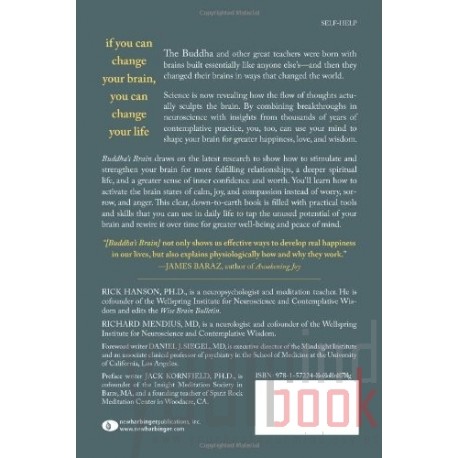 SELF-HELP
if you can
change
your brain,
you can
change
your life
The Buddha and other great teachers were born with
brains built essentially like anyone else's—and then they
changed their brains in ways that changed the world.
Science is now revealing how the flow of thoughts actu-
ally sculpts the brain. By combining breakthroughs in
neuroscience with insights from thousands of years of
contemplative practice, you, too, can use your mind to
shape your brain for greater happiness, love, and wisdom.
Buddha's Brain draws on the latest research to show how to stimulate and
strengthen your brain for more fulfilling relationships, a deeper spiritual
life, and a greater sense of inner confidence and worth. You'll learn how to
activate the brain states of calm, joy, and compassion instead of worry, sor-
row, and anger. This clear, down-to-earth book is filled with practical tools
and skills that you can use in daily life to tap the unused potential of your
brain and rewire it over time for greater well-being and peace of mind.
"[Buddha's Brain] not only shows us effective ways to develop real happiness
in our lives, but also explains physiologically how and why they work."
—JAMES BARAZ, author of Awakening Joy
RICK HANSON, PH.D., is a neuropsychologist and meditation teacher. He is
cofounder of the Wellspring Institute for Neuroscience and Contemplative Wis-
dom and edits the Wise Brain Bulletin.
RICHARD MENDIUS, MD, is a neurologist and cofounder of the Wellspring
Institute for Neuroscience and Contemplative Wisdom.
Foreword writer DANIEL J. SIEGEL, MD, is executive director of the Mindsight Institute
and an associate clinical professor of psychiatry in the School of Medicine at the University
of California, Los Angeles.
Preface writer JACK KORNFIELD, PH.D., is
cofounder of the Insight Meditation Society in
Barre, MA, and a founding teacher of Spirit Rock
Meditation Center in Woodacre, CA.
ISBN: 978-1-57224-
book
newharbingerpublications, inc.
www.newharbinger.com